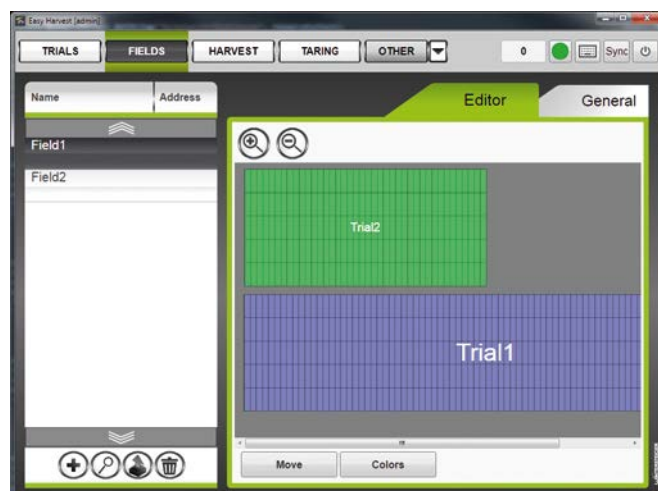 Easy Harvest [admin]
TRIALS FIELDS HARVEST TARING OTHER 0 Sync
Name Address Editor General
Field1
Field2
Trial2
Trial1
Move Colors